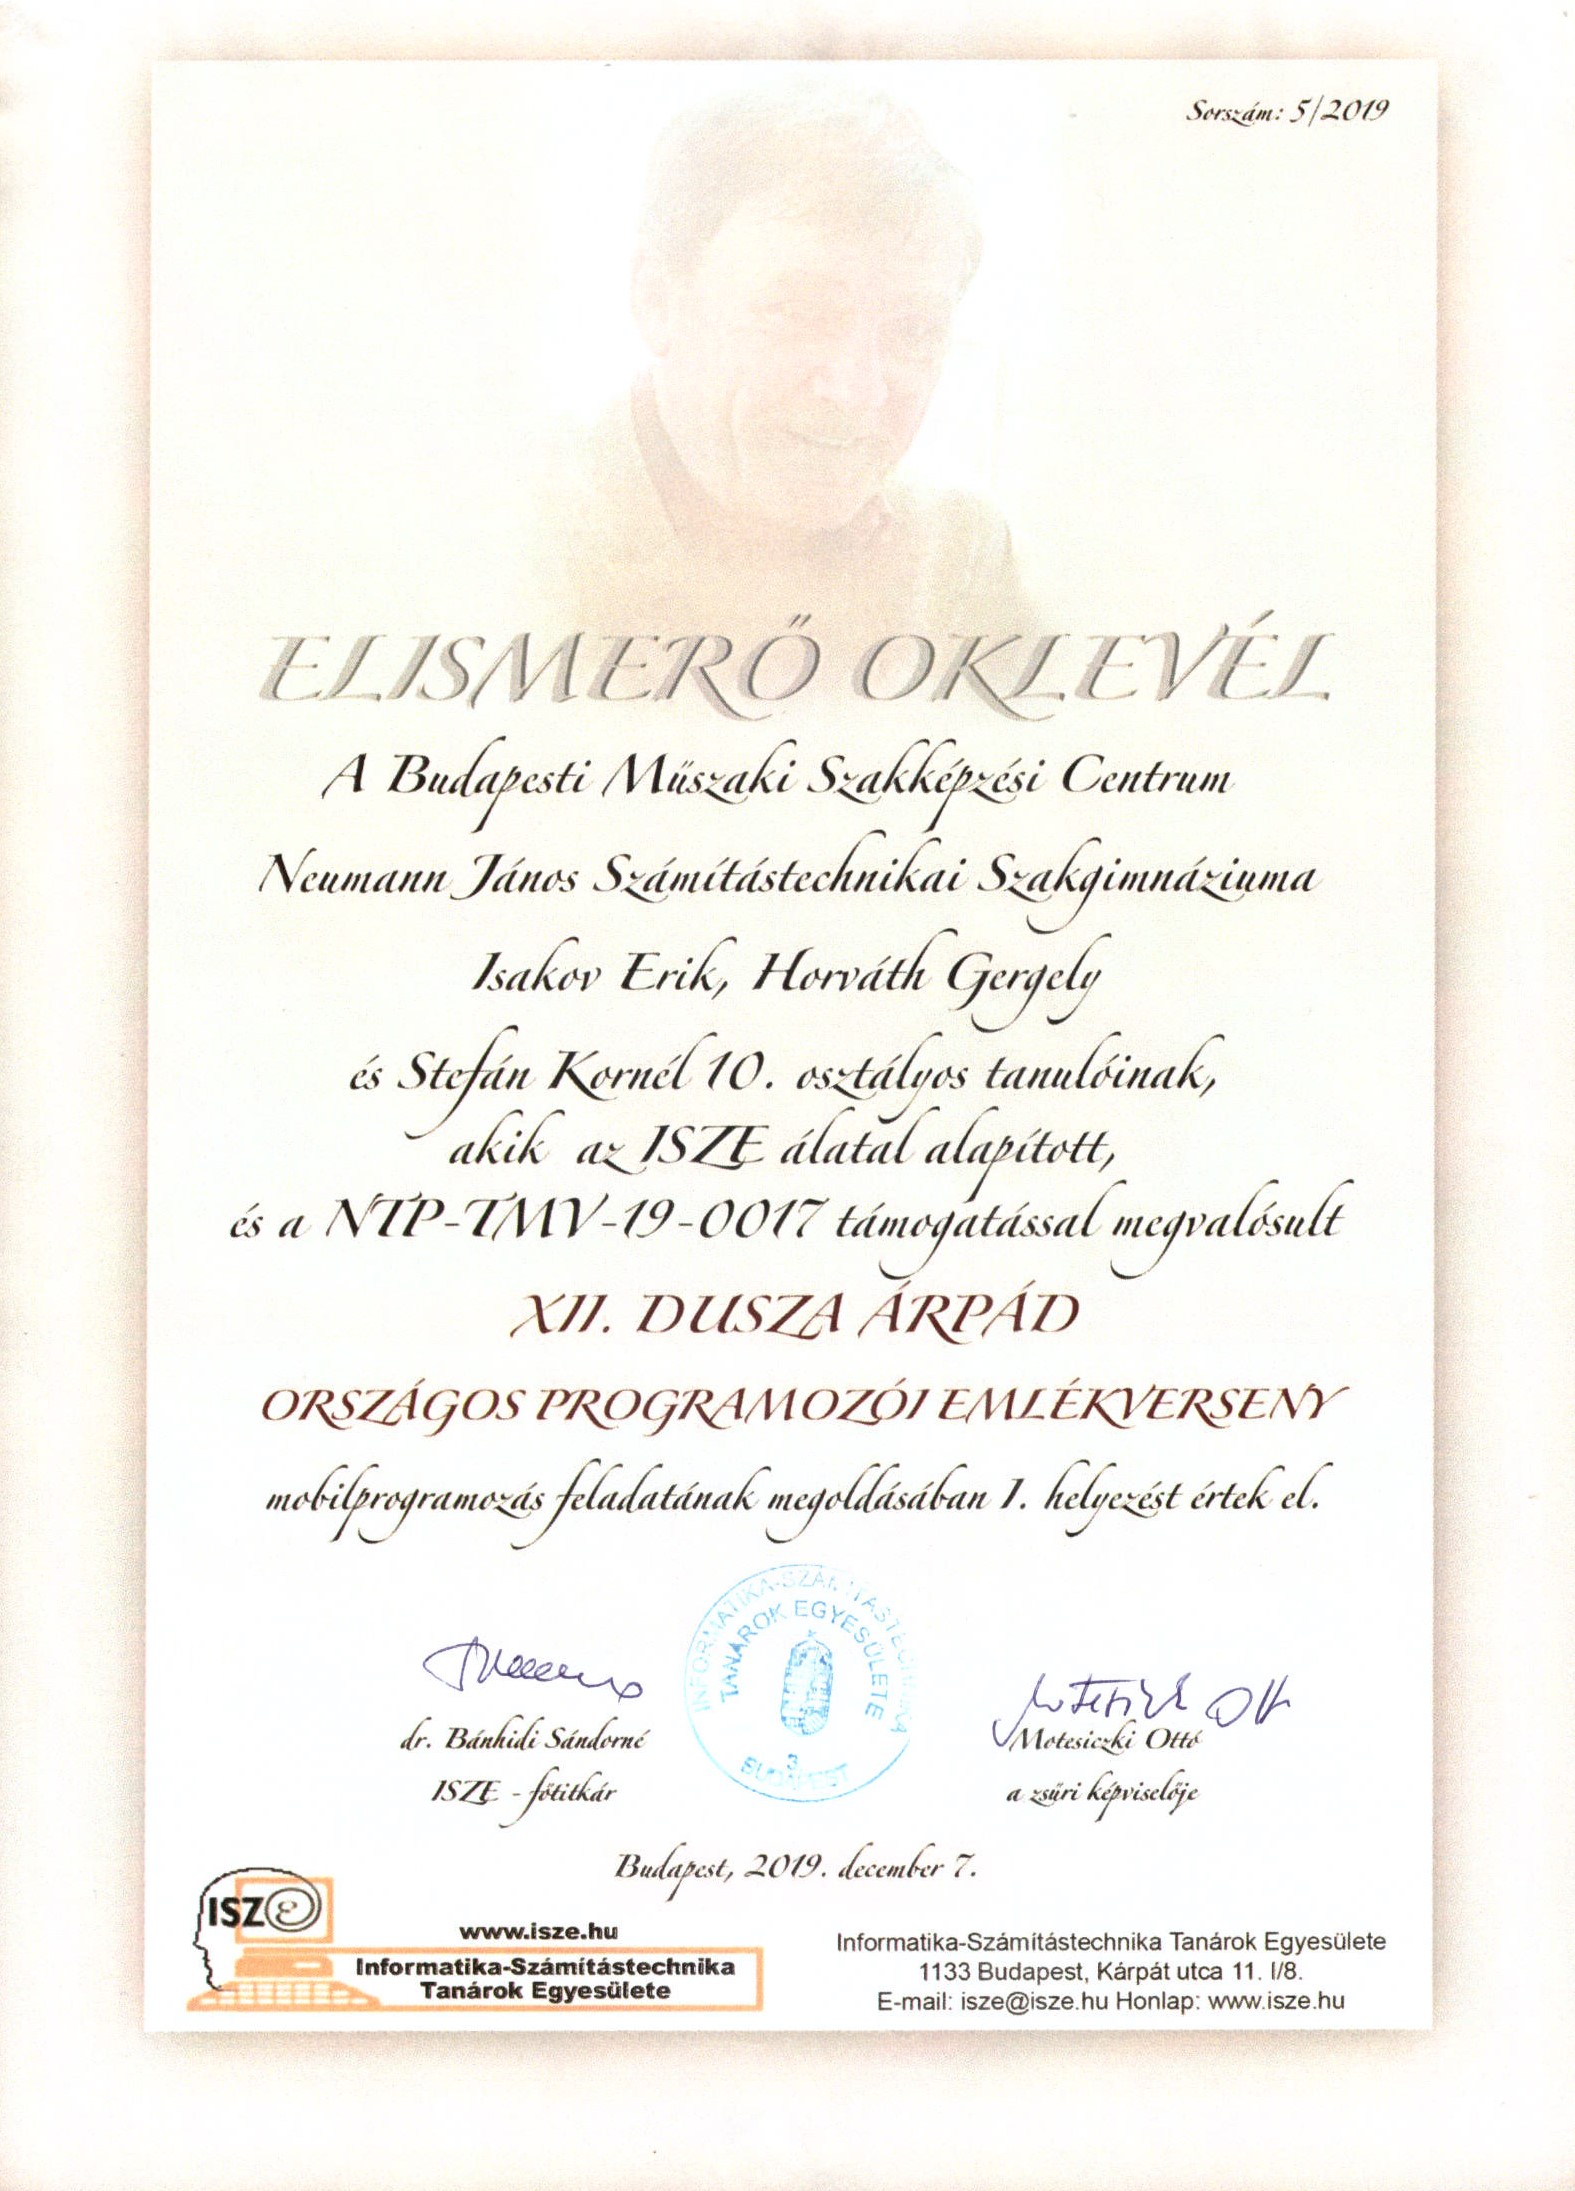 Sorszám: 5/2019
ELISMERŐ OKLEVÉL
A Budapesti Műszaki Szakképzési Centrum
Neumann János Számítástechnikai Szakgimnáziuma
Isakov Erik, Horváth Gergely
és Stefán Kornél 10. osztályos tanulóinak,
akik az ISZE álatal alapított,
és a NTP-TMV-19-0017 támogatással megvalósult
XII. DUSZA ÁRPÁD
ORSZÁGOS PROGRAMOZÓI EMLÉKVERSENY
mobilprogramozás feladatának megoldásában 1. helyezést értek el.
INFORMATIKA-SZÁMÍTÁSTECHNIKA
TANÁROK EGYESÜLETE
3
BUDAPEST
dr. Bánhidi Sándorné
ISZE - főtitkár
Motesiczki Ottó
Motesiczki Ottó
a zsűri képviselője
Budapest, 2019. december 7.
ISZe
www.isze.hu
Informatika-Számítástechnika
Tanárok Egyesülete
Informatika-Számítástechnika Tanárok Egyesülete
1133 Budapest, Kárpát utca 11. I/8.
E-mail: isze@isze.hu Honlap: www.isze.hu